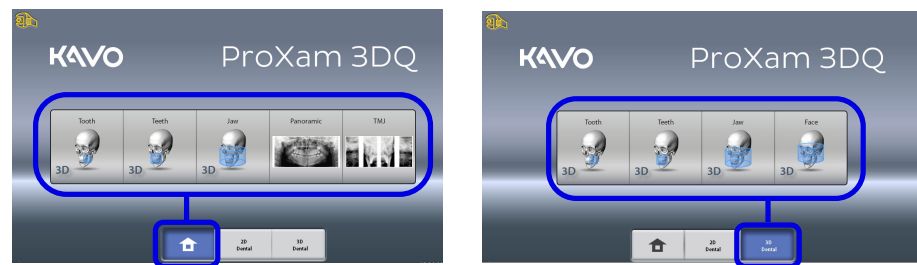 KAVO ProXam 3DQ
Tooth Teeth Jaw Panoramic TMJ
3D 3D 3D
2D Dental 3D Dental
KAVO ProXam 3DQ
Tooth Teeth Jaw Face
3D 3D 3D 3D
2D Dental 3D Dental